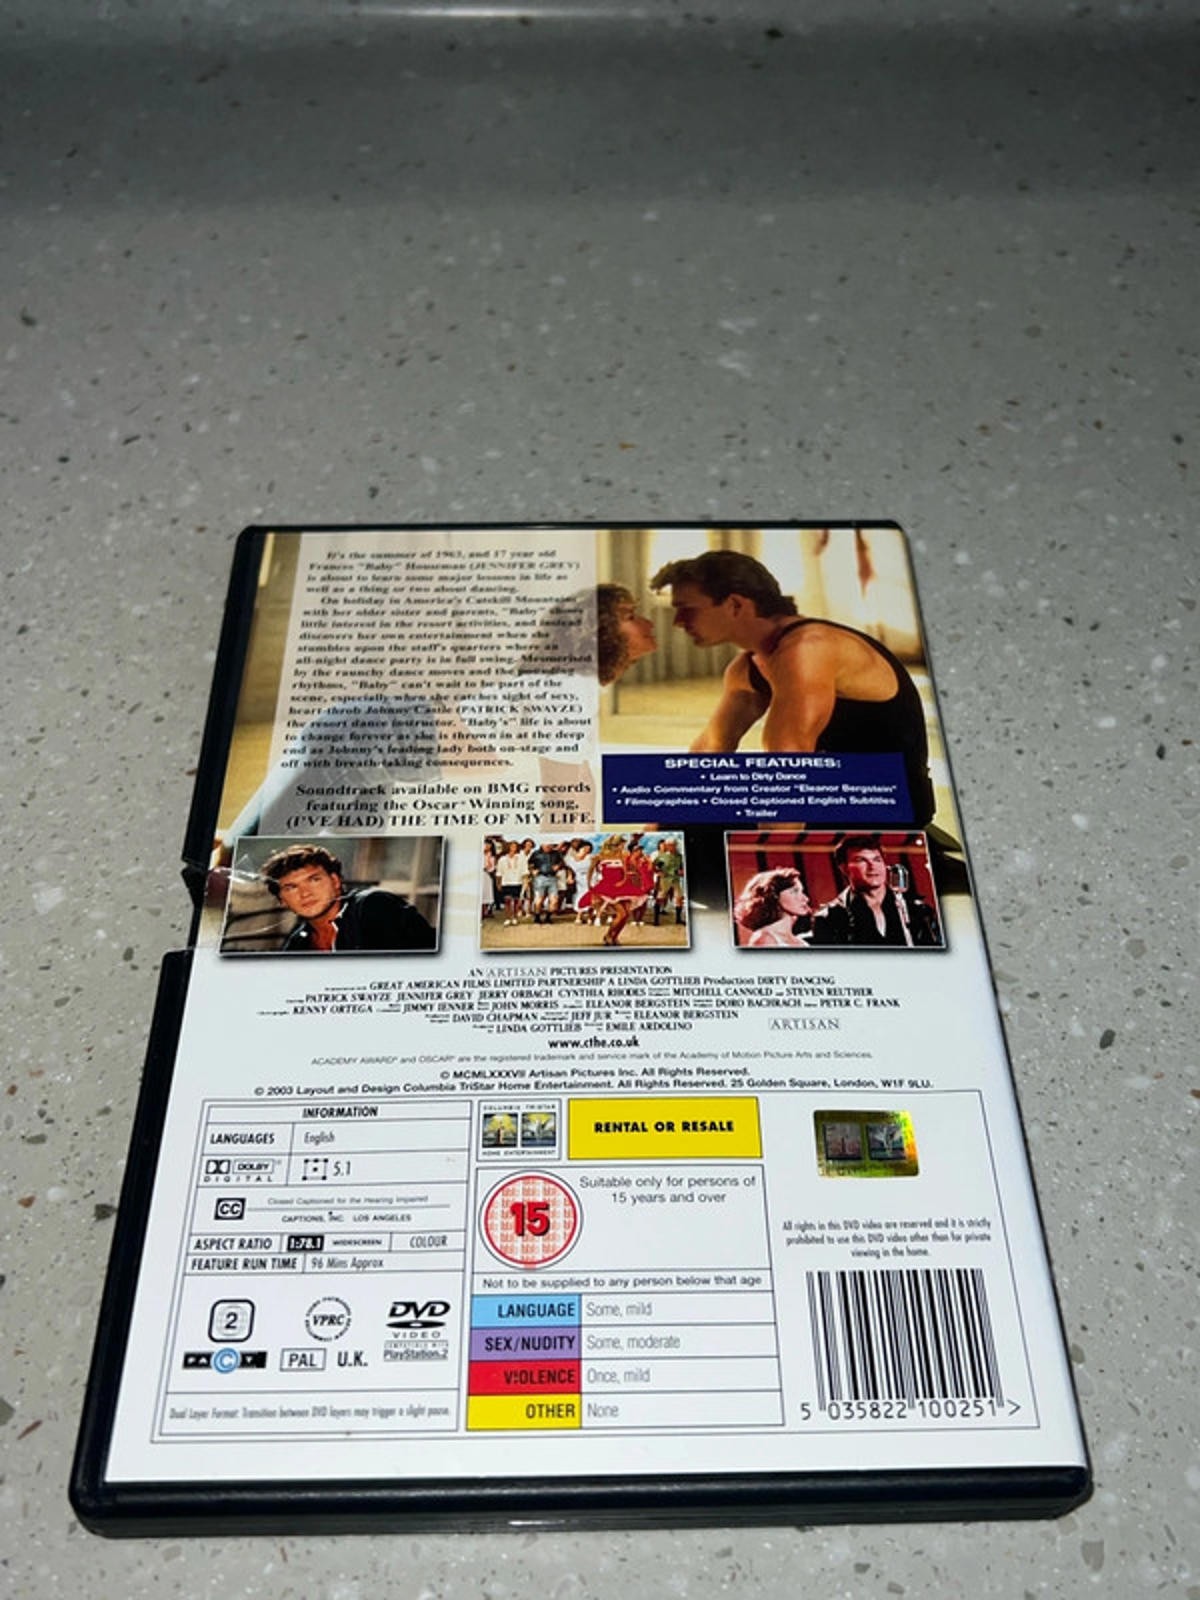 It's the summer of 1963, and 17 year old
Frances "Baby" Houseman (JENNIFER GREY)
is about to learn some major lessons in life as
well as a thing or two about dancing.
On holiday in America's Catskill Mountains
with her older sister and parents, "Baby" shows
little interest in the resort activities, and instead
discovers her own entertainment when she
stumbles upon the staff's quarters where an
all-night dance party is in full swing. Mesmerised
by the raunchy dance moves and the pounding
rhythms, "Baby" can't wait to be part of the
scene, especially when she catches sight of sexy,
heart-throb Johnny Castle (PATRICK SWAYZE)
the resort dance instructor. "Baby's" life is about
to change forever as she is thrown in at the deep
end as Johnny's leading lady both on-stage and
off with breath-taking consequences.
Soundtrack available on BMG records
featuring the Oscar® Winning song,
(I'VE HAD) THE TIME OF MY LIFE.
SPECIAL FEATURES:
• Learn to Dirty Dance
• Audio Commentary from Creator "Eleanor Bergstein"
• Filmographies • Closed Captioned English Subtitles
• Trailer
AN ARTISAN PICTURES PRESENTATION
GREAT AMERICAN FILMS LIMITED PARTNERSHIP A LINDA GOTTLIEB Production DIRTY DANCING
PATRICK SWAYZE JENNIFER GREY JERRY ORBACH CYNTHIA RHODES MITCHELL CANNOLD and STEVEN REUTHER
KENNY ORTEGA JIMMY IENNER JOHN MORRIS ELEANOR BERGSTEIN DORO BACHRACH PETER C. FRANK
DAVID CHAPMAN JEFF JUR ELEANOR BERGSTEIN
LINDA GOTTLIEB EMILE ARDOLINO
ARTISAN
www.cthe.co.uk
ACADEMY AWARD® and OSCAR® are the registered trademark and service mark of the Academy of Motion Picture Arts and Sciences.
© MCMLXXXVII Artisan Pictures Inc. All Rights Reserved.
© 2003 Layout and Design Columbia TriStar Home Entertainment. All Rights Reserved. 25 Golden Square, London, W1F 9LU.
INFORMATION
LANGUAGES English
DOLBY DIGITAL 5.1
CC Closed Captioned for the Hearing Impaired
CAPTIONS, INC. LOS ANGELES
ASPECT RATIO 1:78.1 WIDESCREEN COLOUR
FEATURE RUN TIME 96 Mins Approx
2
VPRC
DVD
VIDEO
COMPATIBLE WITH
PlayStation.2
PACT
PAL U.K.
Dual Layer Format: Transition between DVD layers may trigger a slight pause.
COLUMBIA TRISTAR
HOME ENTERTAINMENT
RENTAL OR RESALE
15
Suitable only for persons of
15 years and over
Not to be supplied to any person below that age
LANGUAGE Some, mild
SEX/NUDITY Some, moderate
VIOLENCE Once, mild
OTHER None
All rights in this DVD video are reserved and it is strictly
prohibited to use this DVD video other than for private
viewing in the home.
5 035822 100251 >